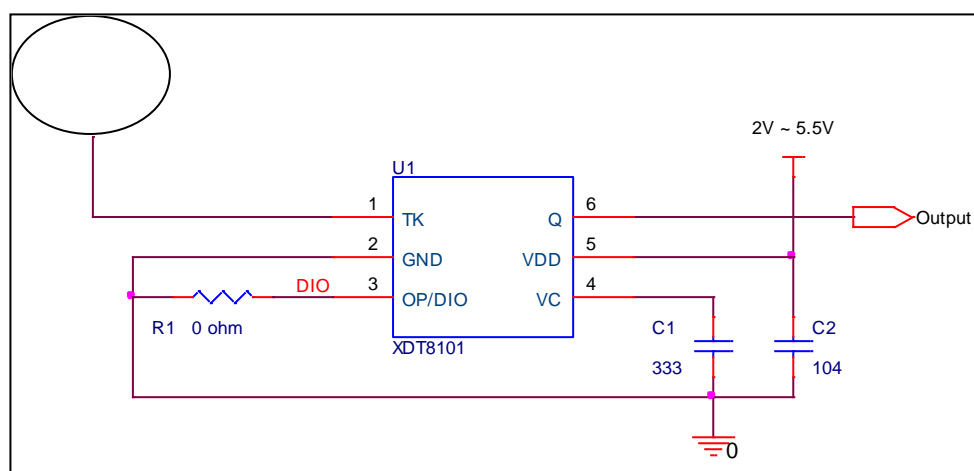 2V ~ 5.5V
U1
1
TK
Q
6
Output
2
GND
VDD
5
DIO
3
OP/DIO
VC
4
R1 0 ohm
XDT8101
C1
333
C2
104
0